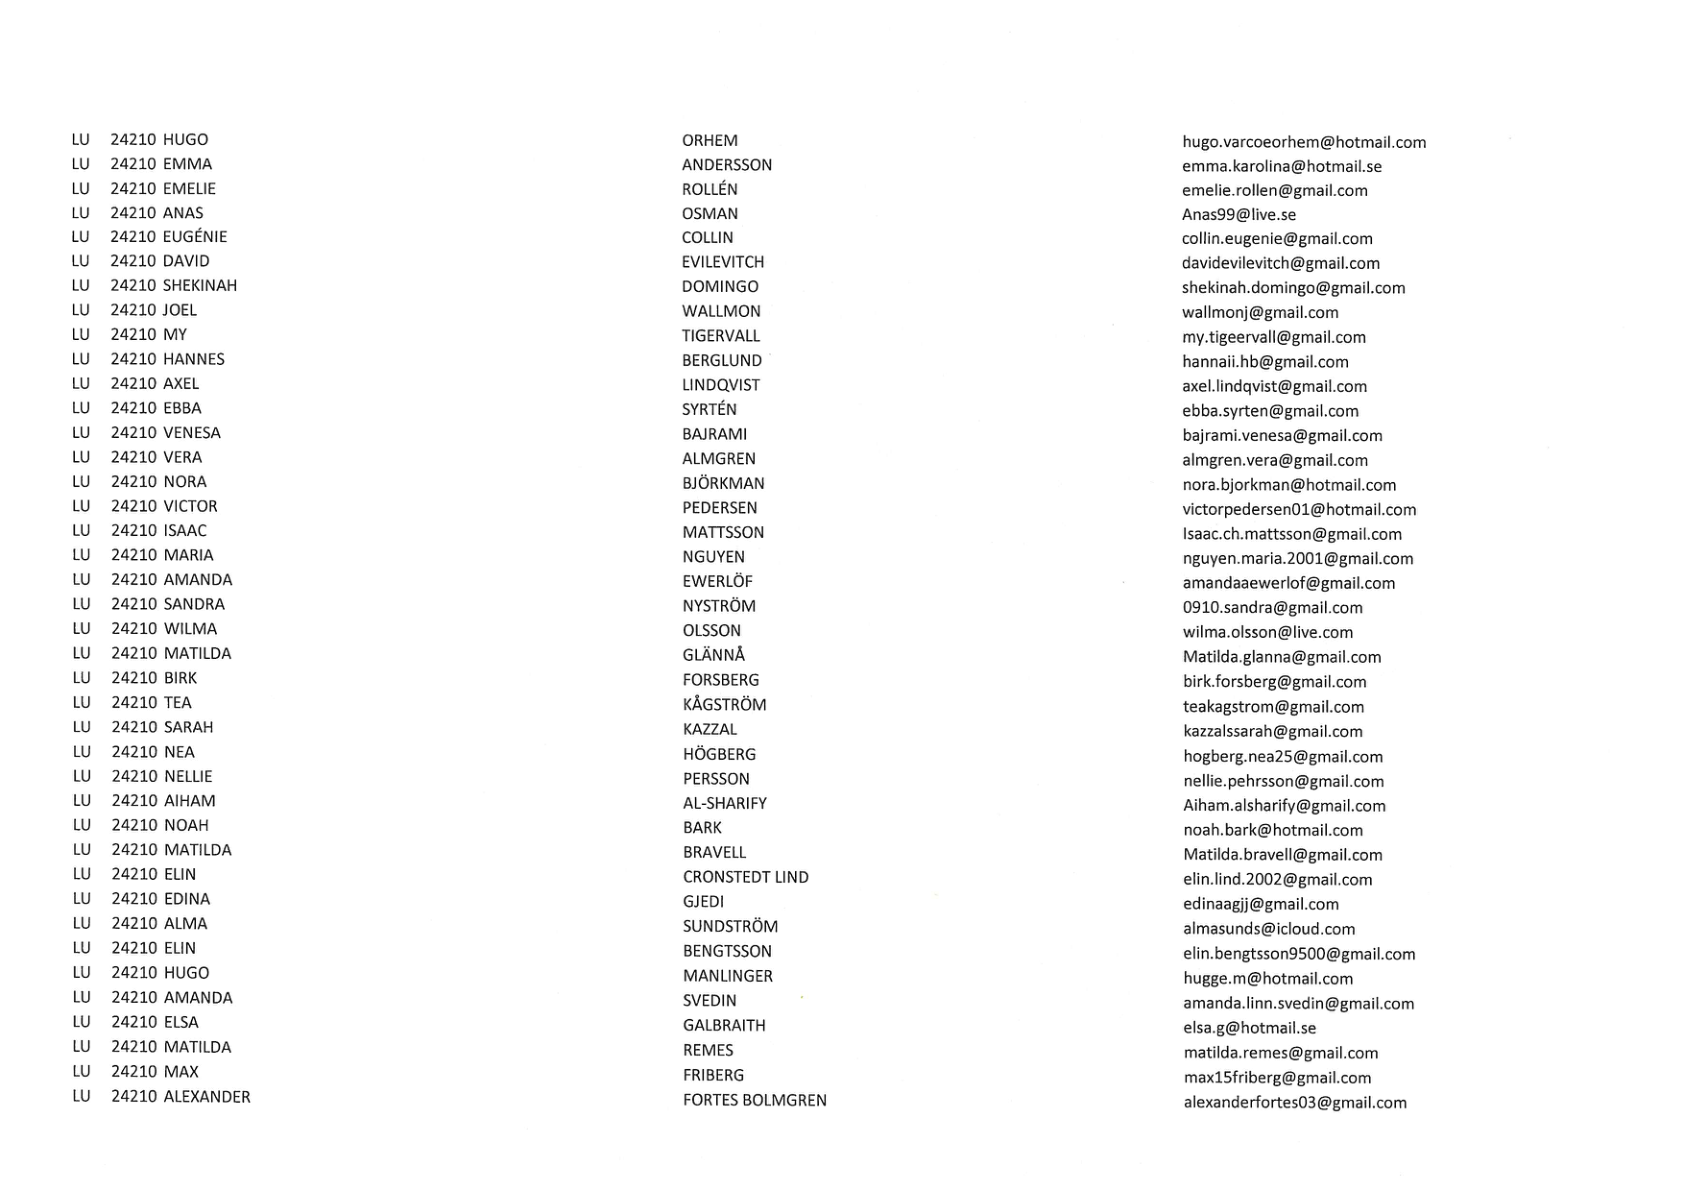 LU 24210 HUGO ORHEM hugo.varcoeorhem@hotmail.com
LU 24210 EMMA ANDERSSON emma.karolina@hotmail.se
LU 24210 EMELIE ROLLÉN emelie.rollen@gmail.com
LU 24210 ANAS OSMAN Anas99@live.se
LU 24210 EUGÉNIE COLLIN collin.eugenie@gmail.com
LU 24210 DAVID EVILEVITCH davidevilevitch@gmail.com
LU 24210 SHEKINAH DOMINGO shekinah.domingo@gmail.com
LU 24210 JOEL WALLMON wallmonj@gmail.com
LU 24210 MY TIGERVALL my.tigeervall@gmail.com
LU 24210 HANNES BERGLUND hannaii.hb@gmail.com
LU 24210 AXEL LINDQVIST axel.lindqvist@gmail.com
LU 24210 EBBA SYRTÉN ebba.syrten@gmail.com
LU 24210 VENESA BAJRAMI bajrami.venesa@gmail.com
LU 24210 VERA ALMGREN almgren.vera@gmail.com
LU 24210 NORA BJÖRKMAN nora.bjorkman@hotmail.com
LU 24210 VICTOR PEDERSEN victorpedersen01@hotmail.com
LU 24210 ISAAC MATTSSON Isaac.ch.mattsson@gmail.com
LU 24210 MARIA NGUYEN nguyen.maria.2001@gmail.com
LU 24210 AMANDA EWERLÖF amandaaewerlof@gmail.com
LU 24210 SANDRA NYSTRÖM 0910.sandra@gmail.com
LU 24210 WILMA OLSSON wilma.olsson@live.com
LU 24210 MATILDA GLÄNNÅ Matilda.glanna@gmail.com
LU 24210 BIRK FORSBERG birk.forsberg@gmail.com
LU 24210 TEA KÅGSTRÖM teakagstrom@gmail.com
LU 24210 SARAH KAZZAL kazzalssarah@gmail.com
LU 24210 NEA HÖGBERG hogberg.nea25@gmail.com
LU 24210 NELLIE PERSSON nellie.pehrsson@gmail.com
LU 24210 AIHAM AL-SHARIFY Aiham.alsharify@gmail.com
LU 24210 NOAH BARK noah.bark@hotmail.com
LU 24210 MATILDA BRAVELL Matilda.bravell@gmail.com
LU 24210 ELIN CRONSTEDT LIND elin.lind.2002@gmail.com
LU 24210 EDINA GJEDI edinaagjj@gmail.com
LU 24210 ALMA SUNDSTRÖM almasunds@icloud.com
LU 24210 ELIN BENGTSSON elin.bengtsson9500@gmail.com
LU 24210 HUGO MANLINGER hugge.m@hotmail.com
LU 24210 AMANDA SVEDIN amanda.linn.svedin@gmail.com
LU 24210 ELSA GALBRAITH elsa.g@hotmail.se
LU 24210 MATILDA REMES matilda.remes@gmail.com
LU 24210 MAX FRIBERG max15friberg@gmail.com
LU 24210 ALEXANDER FORTES BOLMGREN alexanderfortes03@gmail.com